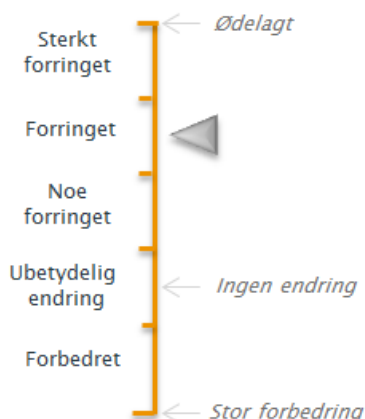 Ødelagt
Sterkt
forringet
Forringet
Noe
forringet
Ubetydelig
endring
Ingen endring
Forbedret
Stor forbedring